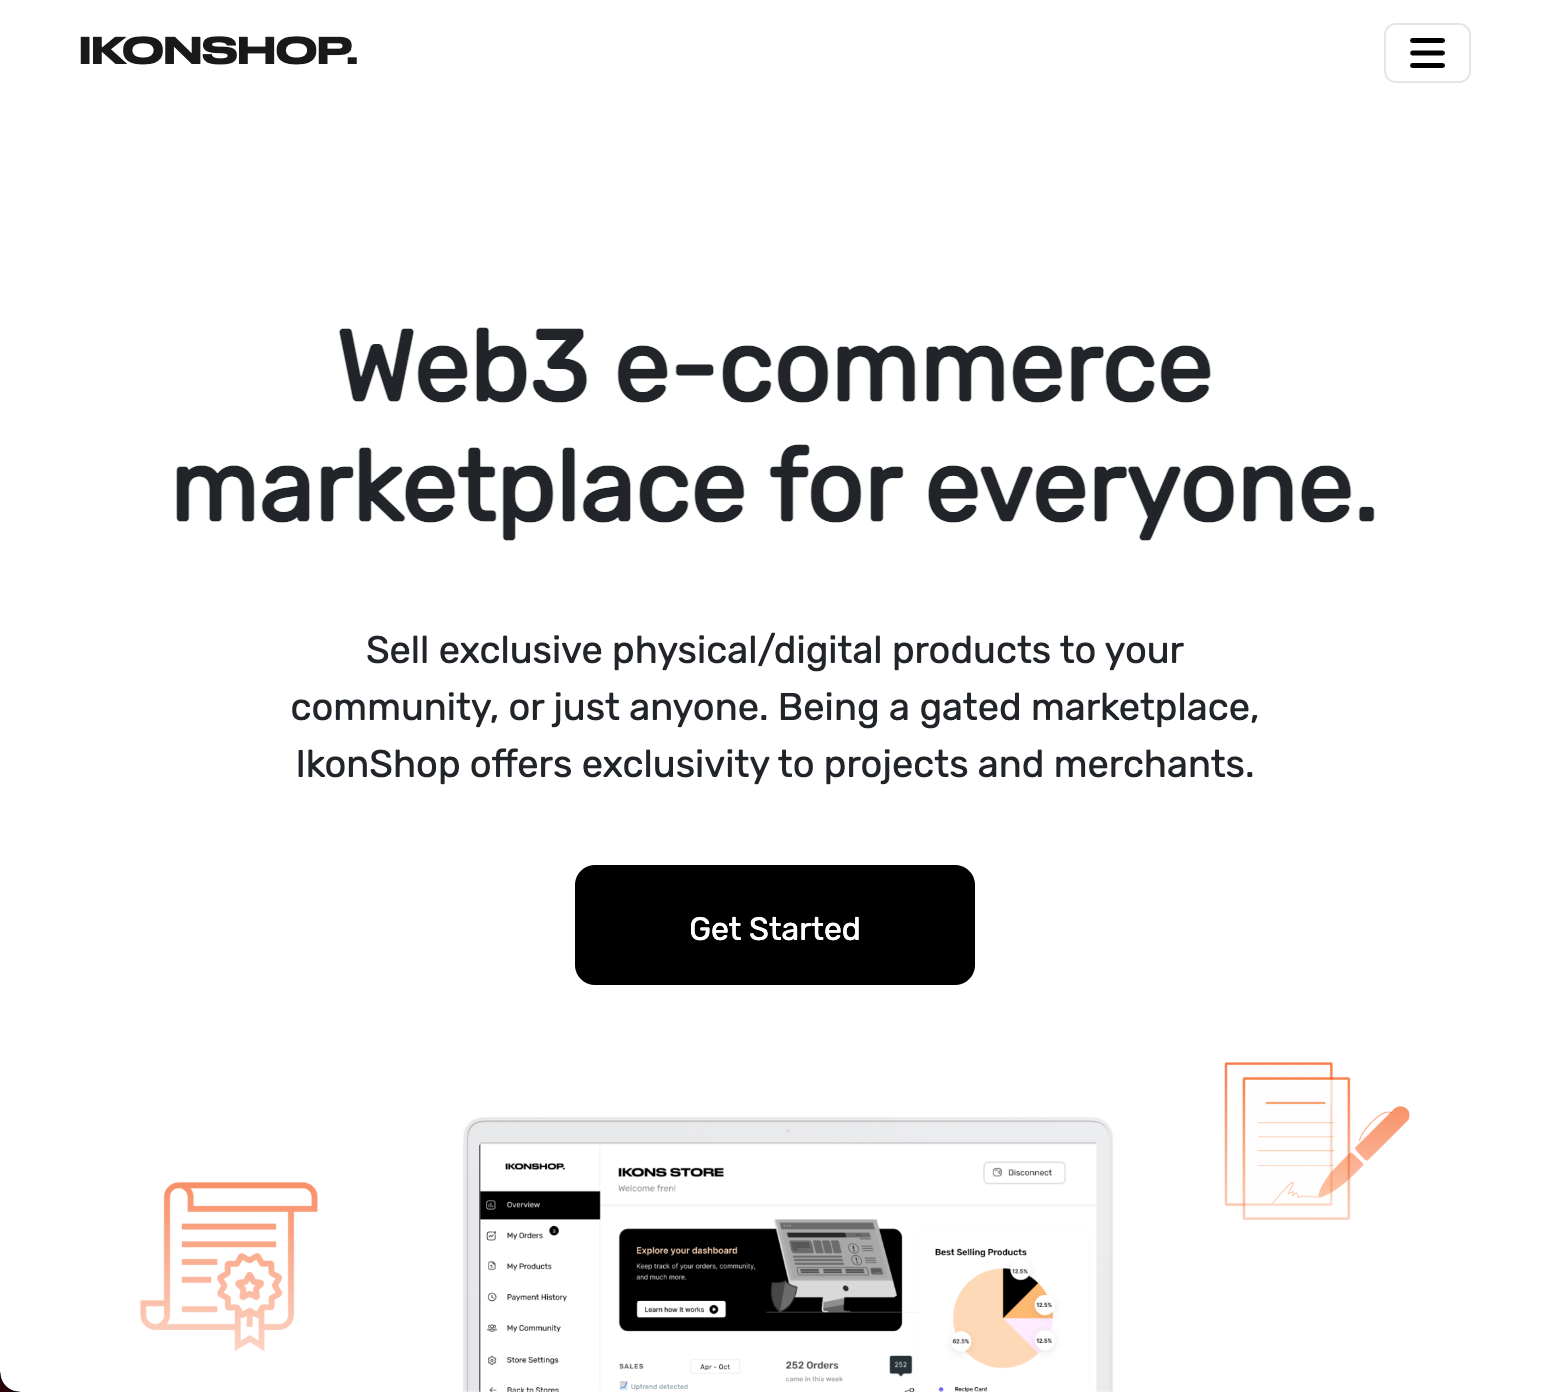 IKONSHOP.
Web3 e-commerce
marketplace for everyone.
Sell exclusive physical/digital products to your
community, or just anyone. Being a gated marketplace,
IkonShop offers exclusivity to projects and merchants.
Get Started
IKONSHOP.
IKONS STORE
Welcome fren!
Disconnect
Overview
My Orders
My Products
Payment History
My Community
Store Settings
Back to Stores
Explore your dashboard
Keep track of your orders, community,
and much more.
Learn how it works
Best Selling Products
12.5%
12.5%
12.5%
62.5%
SALES
Apr - Oct
252 Orders
came in this week
252
Uptrend detected
Recipe Card